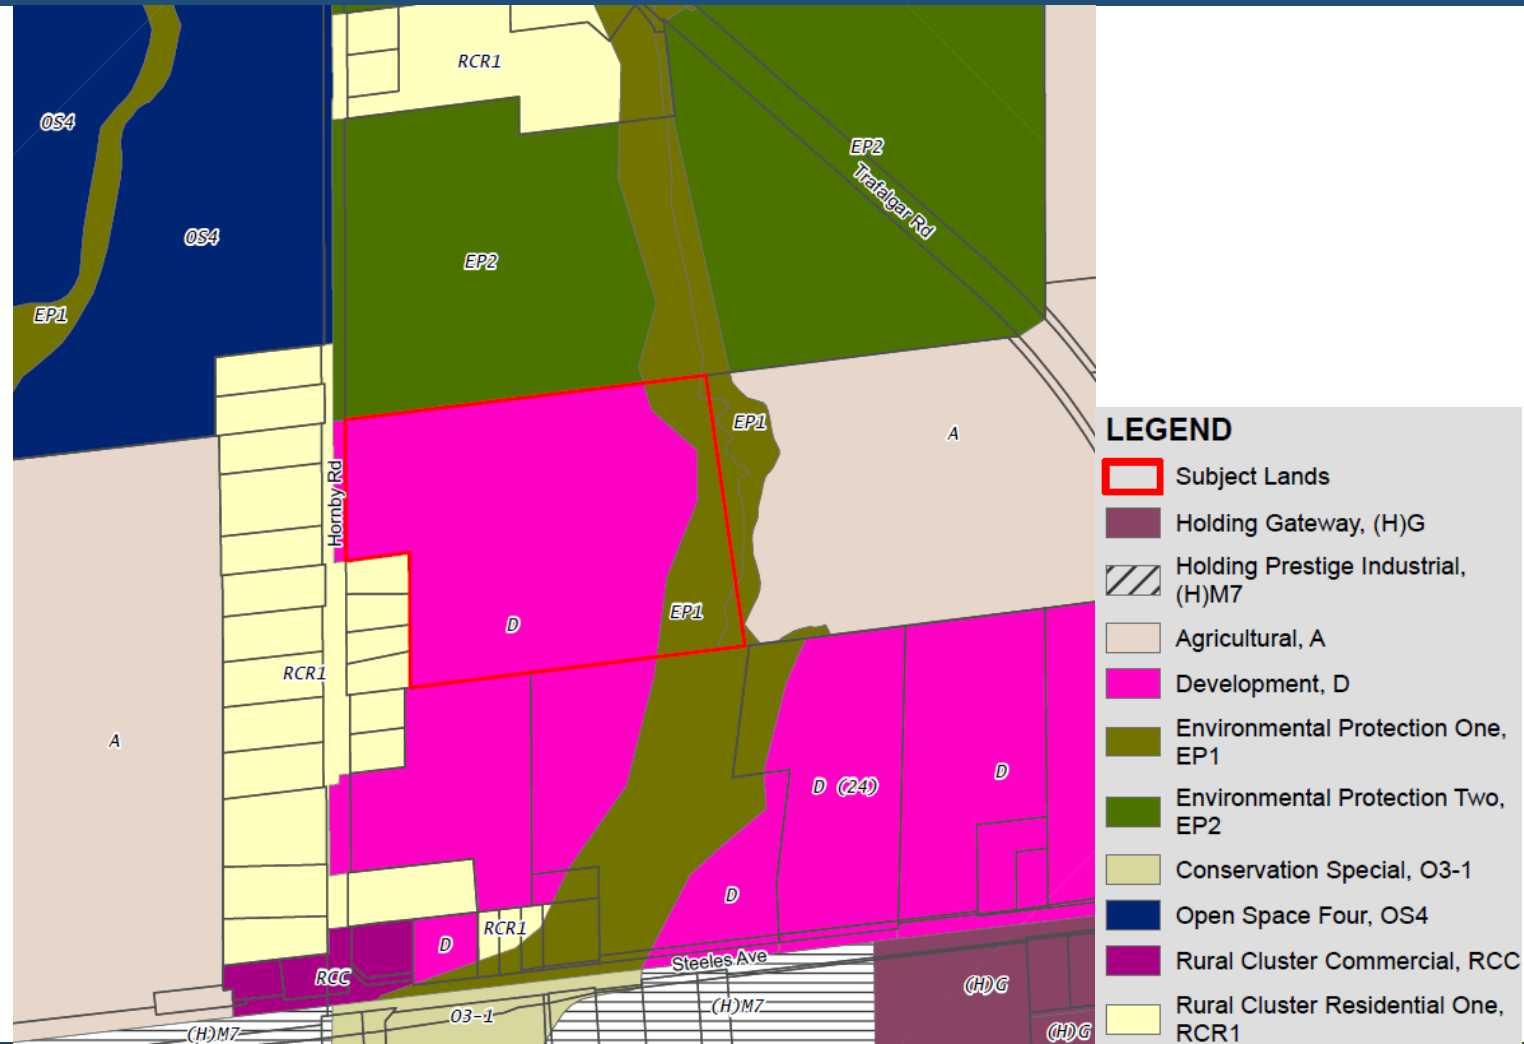 RCR1
OS4
EP2
Trafalgar Rd
OS4
EP2
EP1
EP1
A
Hornby Rd
EP1
D
RCR1
A
D (24)
D
D
RCR1
D
Steeles Ave
RCC
(H)G
(H)M7
O3-1
(H)M7
(H)G
LEGEND
Subject Lands
Holding Gateway, (H)G
Holding Prestige Industrial,
(H)M7
Agricultural, A
Development, D
Environmental Protection One,
EP1
Environmental Protection Two,
EP2
Conservation Special, O3-1
Open Space Four, OS4
Rural Cluster Commercial, RCC
Rural Cluster Residential One,
RCR1